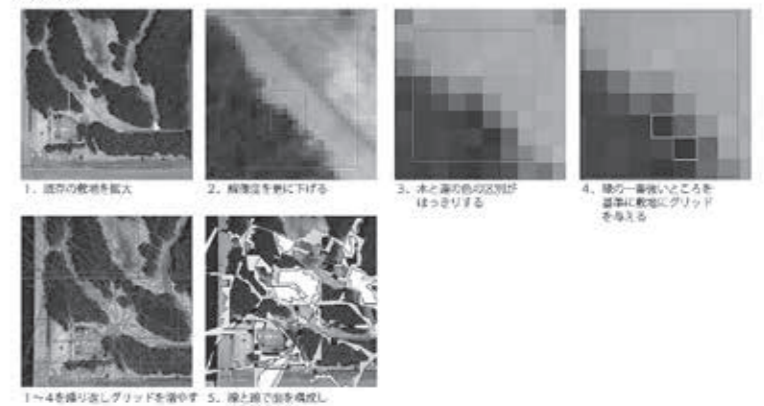 1、既存の敷地を拡大
2、解像度を更に下げる
3、木と道の色の区別が
はっきりする
4、緑の一番強いところを
基準に敷地にグリッド
を与える
1〜4を繰り返しグリッドを増やす
5、線と線で面を構成し